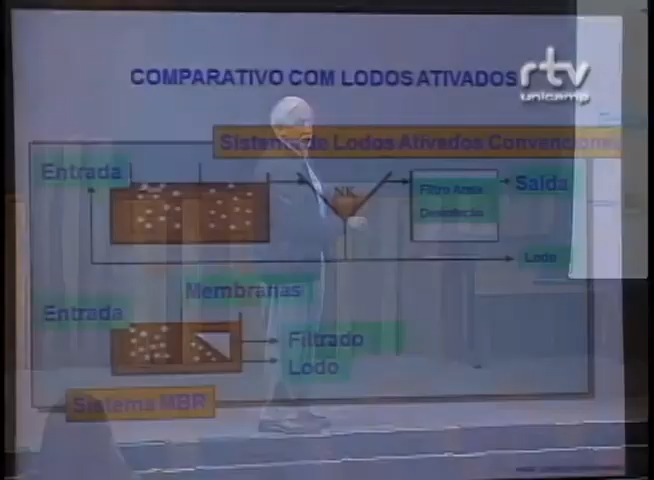 COMPARATIVO COM LODOS ATIVADOS
rtv
unicamp
Sistema de Lodos Ativados Convencional
Entrada
NK
Filtro Areia
Saída
Desinfecção
Lodo
Membranas
Entrada
Filtrado
Lodo
Sistema MBR